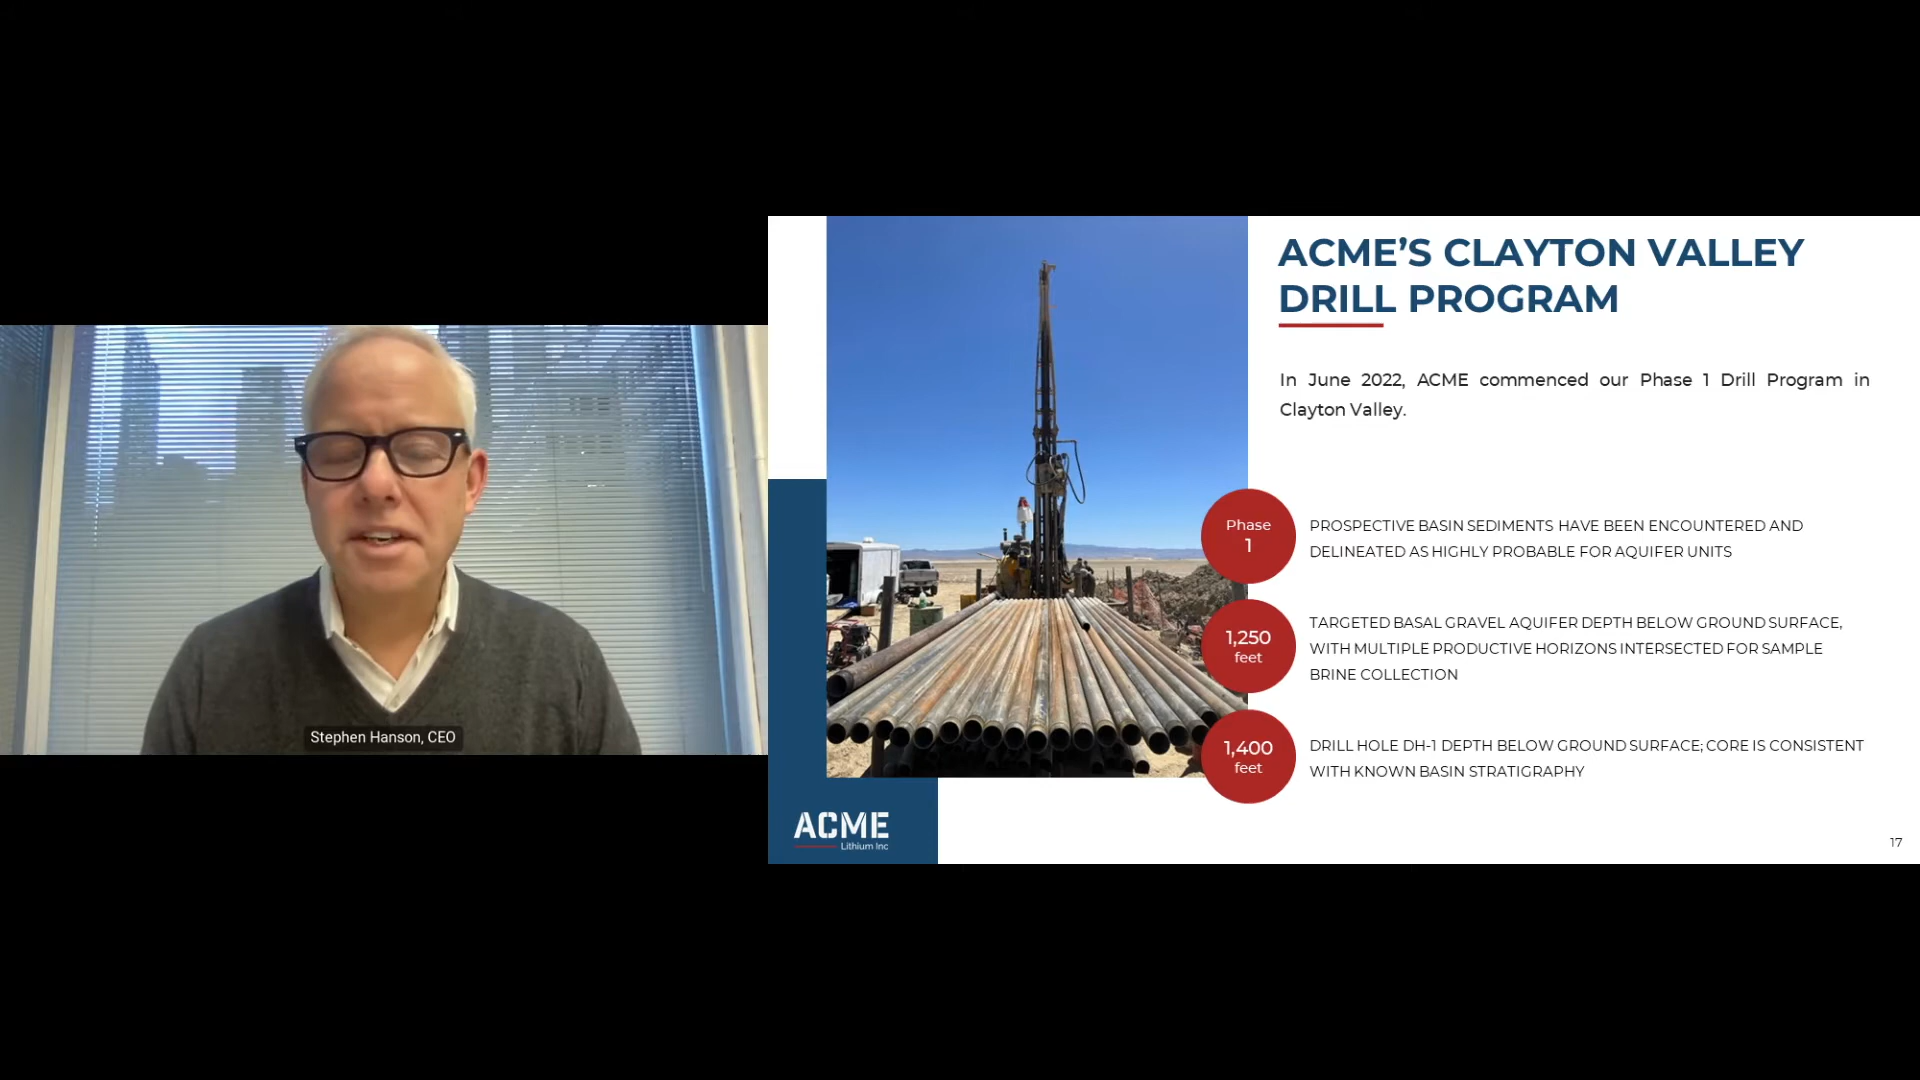 Stephen Hanson, CEO
ACME’S CLAYTON VALLEY
DRILL PROGRAM
In June 2022, ACME commenced our Phase 1 Drill Program in
Clayton Valley.
Phase
1
PROSPECTIVE BASIN SEDIMENTS HAVE BEEN ENCOUNTERED AND
DELINEATED AS HIGHLY PROBABLE FOR AQUIFER UNITS
1,250
feet
TARGETED BASAL GRAVEL AQUIFER DEPTH BELOW GROUND SURFACE,
WITH MULTIPLE PRODUCTIVE HORIZONS INTERSECTED FOR SAMPLE
BRINE COLLECTION
1,400
feet
DRILL HOLE DH-1 DEPTH BELOW GROUND SURFACE; CORE IS CONSISTENT
WITH KNOWN BASIN STRATIGRAPHY
ACME
Lithium Inc
17